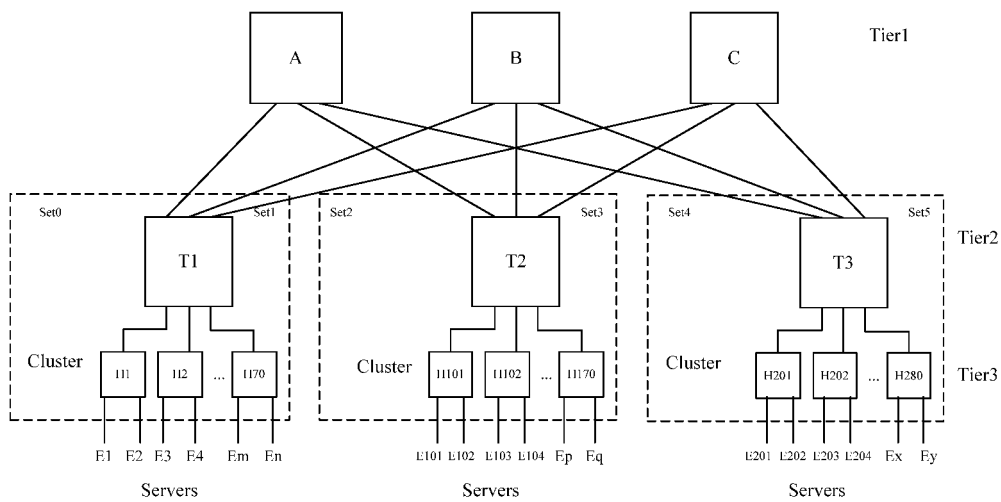 A B C Tier1
Set0 Set1 Set2 Set3 Set4 Set5
T1 T2 T3 Tier2
Cluster Cluster Cluster
H1 H2 ... H70 H101 H102 ... H170 H201 H202 ... H280 Tier3
E1 E2 E3 E4 Em En E101 E102 E103 E104 Ep Eq E201 E202 E203 E204 Ex Ey
Servers Servers Servers